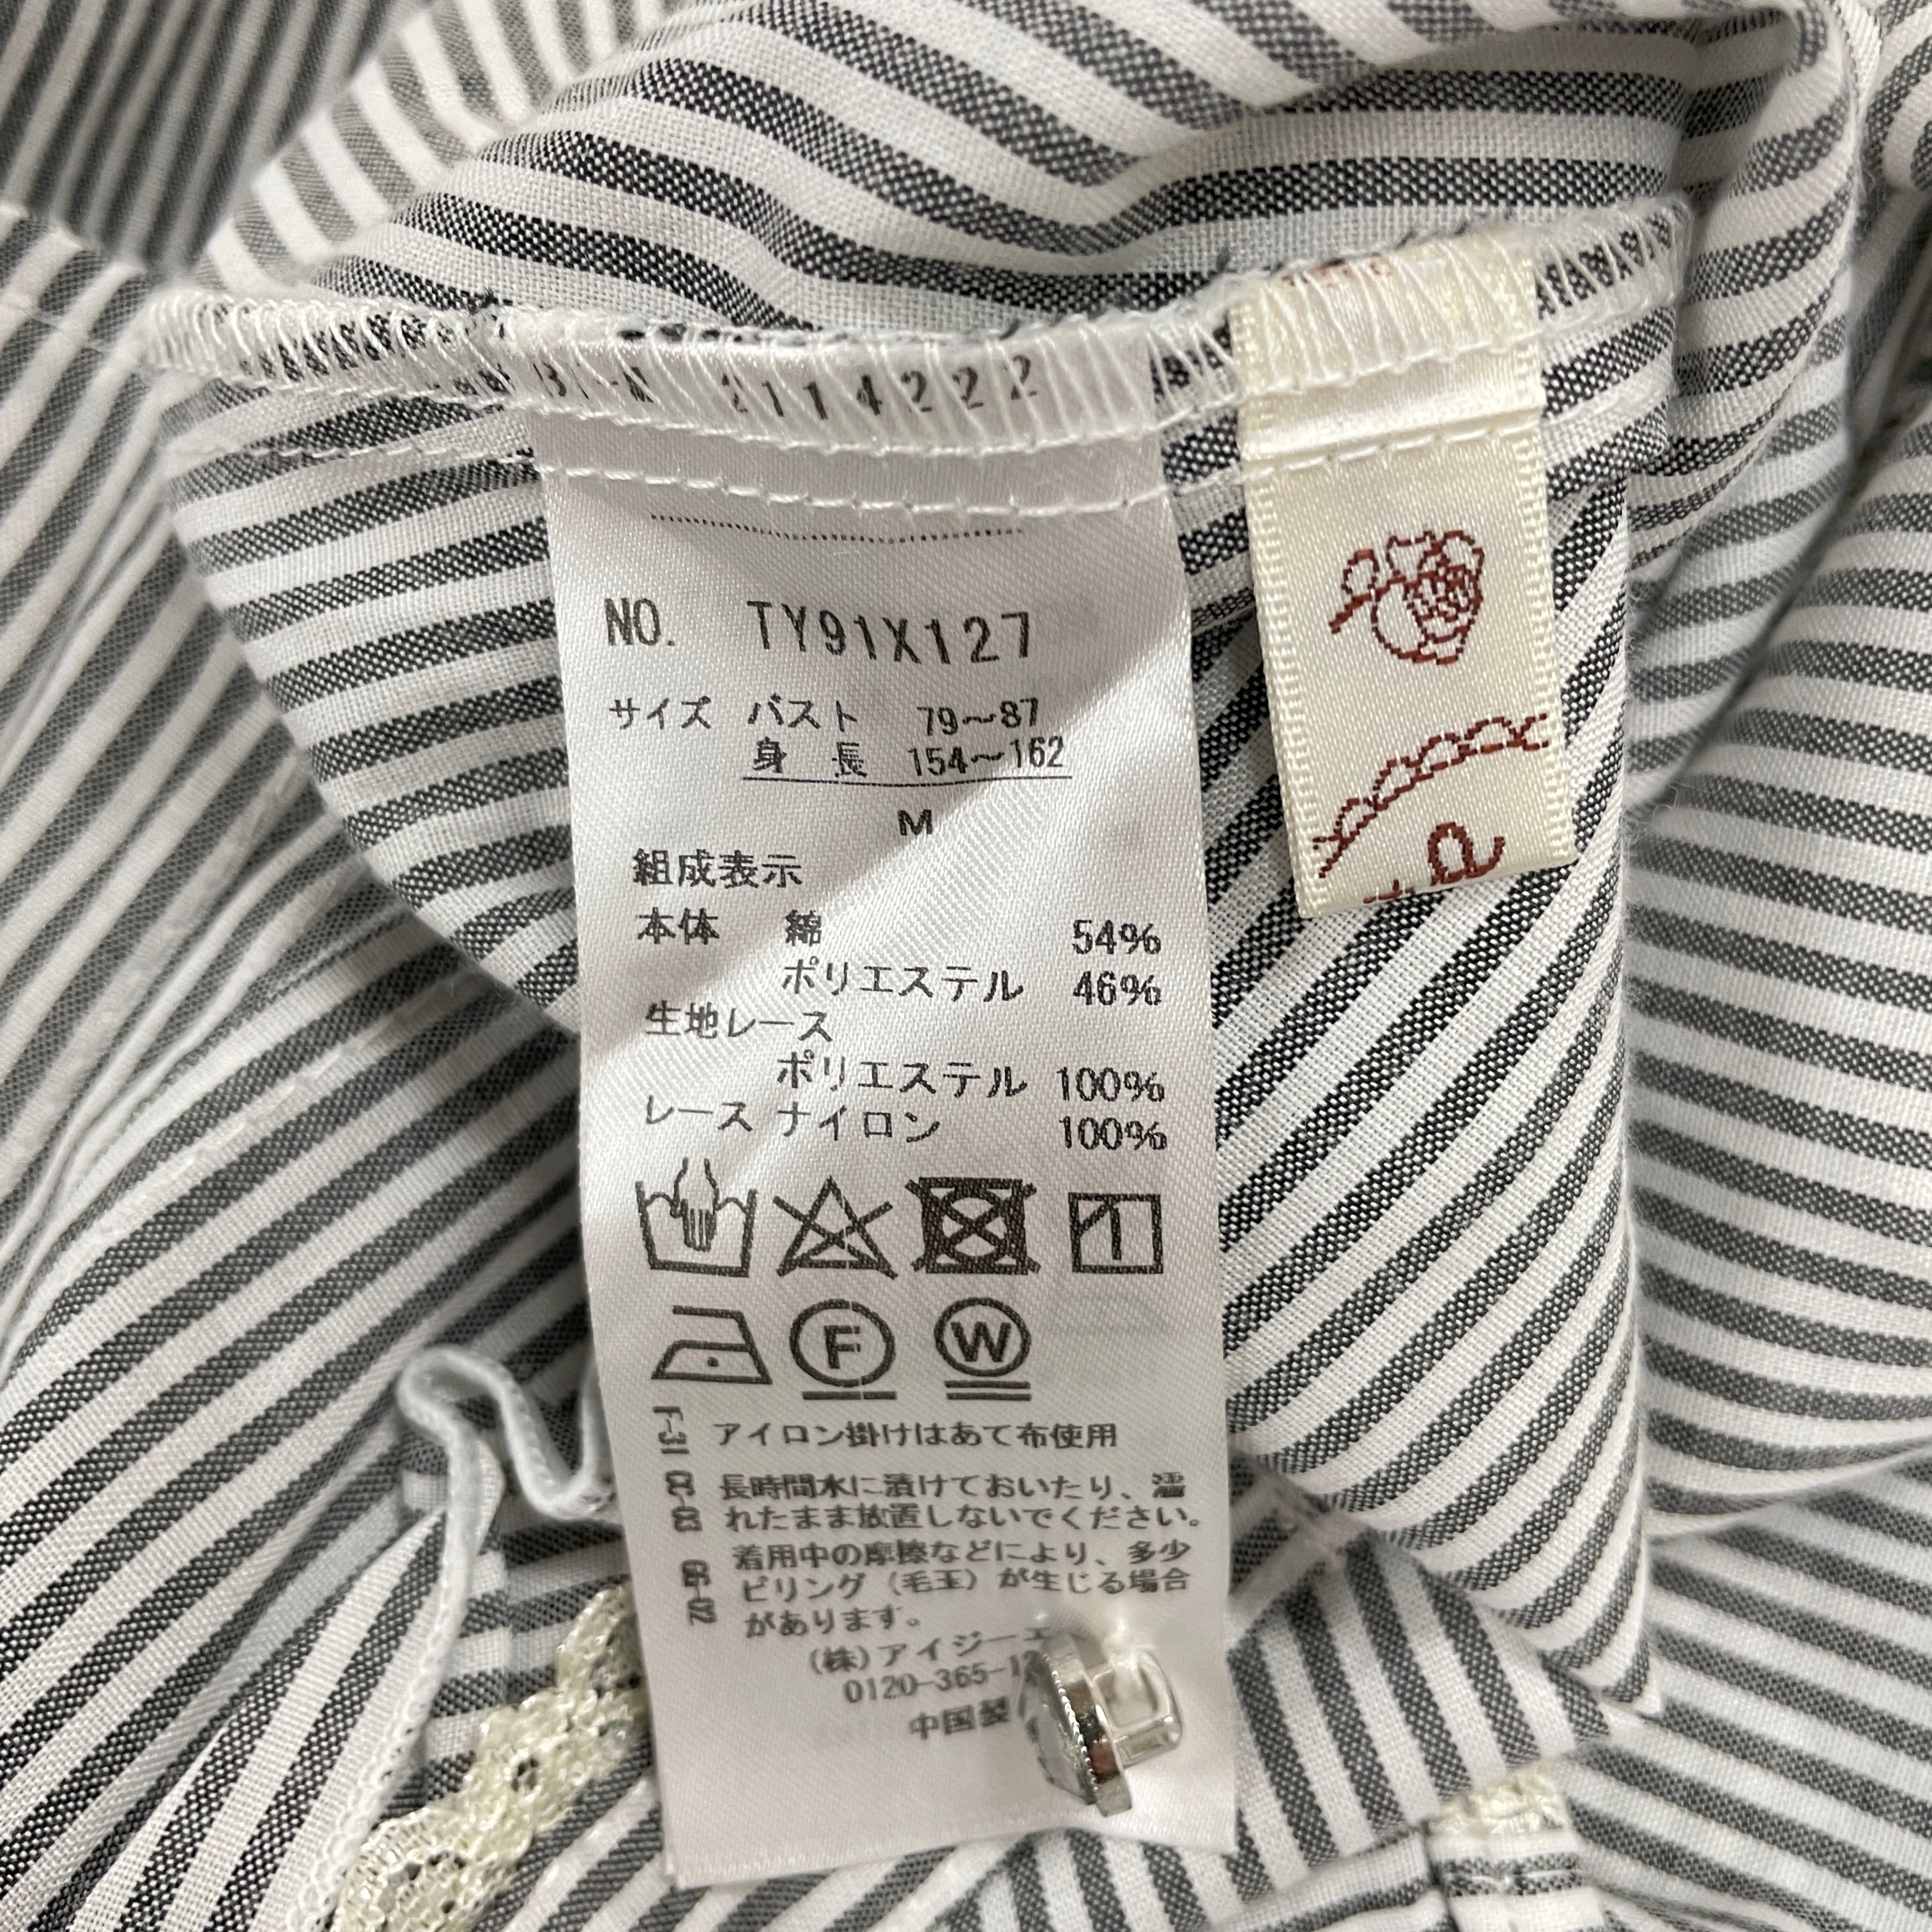 2114222
NO. TY91X127
サイズ バスト 79～87
身 長 154～162
M
組成表示
本体 綿 54%
ポリエステル 46%
生地レース
ポリエステル 100%
レース ナイロン 100%
F
W
アイロン掛けはあて布使用
長時間水に漬けておいたり、濡
れたまま放置しないでください。
着用中の摩擦などにより、多少
ピリング（毛玉）が生じる場合
があります。
(株)アイジーエ
0120-365-12
中国製